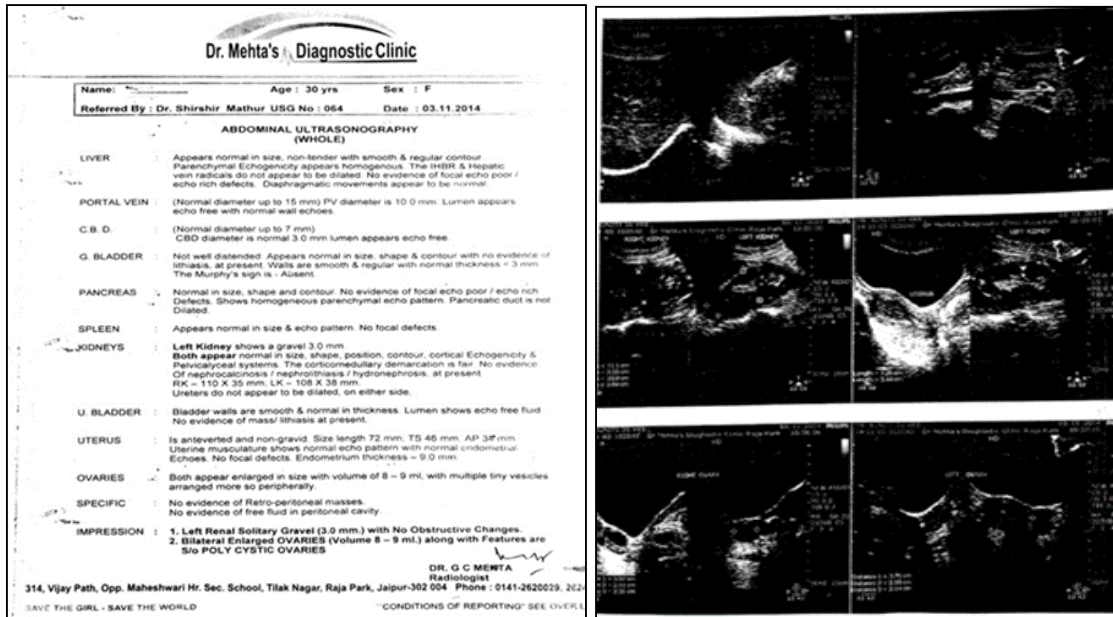 Dr. Mehta's Diagnostic Clinic
Name: Age : 30 yrs Sex : F
Referred By : Dr. Shirshir Mathur USG No : 064 Date : 03.11.2014
ABDOMINAL ULTRASONOGRAPHY
(WHOLE)
LIVER : Appears normal in size, non-tender with smooth & regular contour
Parenchymal Echogenicity appears homogenous. The IHBR & Hepatic
vein radicals do not appear to be dilated. No evidence of focal echo poor /
echo rich defects. Diaphragmatic movements appear to be normal
PORTAL VEIN : (Normal diameter up to 15 mm) PV diameter is 10.0 mm. Lumen appears
echo free with normal wall echoes.
C.B. D. : (Normal diameter up to 7 mm)
CBD diameter is normal 3.0 mm lumen appears echo free.
G. BLADDER : Not well distended. Appears normal in size, shape & contour with no evidence of
lithiasis, at present. Walls are smooth & regular with normal thickness < 3 mm
The Murphy's sign is - Absent.
PANCREAS : Normal in size, shape and contour. No evidence of focal echo poor / echo rich
Defects. Shows homogeneous parenchymal echo pattern. Pancreatic duct is not
Dilated.
SPLEEN : Appears normal in size & echo pattern. No focal defects.
KIDNEYS : Left Kidney shows a gravel 3.0 mm
Both appear normal in size, shape, position, contour, cortical Echogenicity &
Pelvicalyceal systems. The corticomedullary demarcation is fair. No evidence
Of nephrocalcinosis / nephrolithiasis / hydronephrosis, at present
RK – 110 X 35 mm, LK – 108 X 38 mm.
Ureters do not appear to be dilated, on either side.
U. BLADDER : Bladder walls are smooth & normal in thickness. Lumen shows echo free fluid
No evidence of mass/ lithiasis at present.
UTERUS : Is anteverted and non-gravid. Size length 72 mm, TS 46 mm, AP mm
Uterine musculature shows normal echo pattern with normal endometrial
Echoes. No focal defects. Endometrium thickness – 9.0 mm.
OVARIES : Both appear enlarged in size with volume of 8 – 9 ml, with multiple tiny vesicles
arranged more so peripherally.
SPECIFIC : No evidence of Retro-peritoneal masses.
No evidence of free fluid in peritoneal cavity.
IMPRESSION : 1. Left Renal Solitary Gravel (3.0 mm.) with No Obstructive Changes.
2. Bilateral Enlarged OVARIES (Volume 8 – 9 ml.) along with Features are
S/o POLY CYSTIC OVARIES
DR. G C MEHTA
Radiologist
314, Vijay Path, Opp. Maheshwari Hr. Sec. School, Tilak Nagar, Raja Park, Jaipur-302 004 Phone : 0141-2620029,
SAVE THE GIRL - SAVE THE WORLD "CONDITIONS OF REPORTING" SEE OVER
LIVER
RIGHT KIDNEY
LEFT KIDNEY
UTERUS
LEFT KIDNEY
RIGHT OVARY
LEFT OVARY